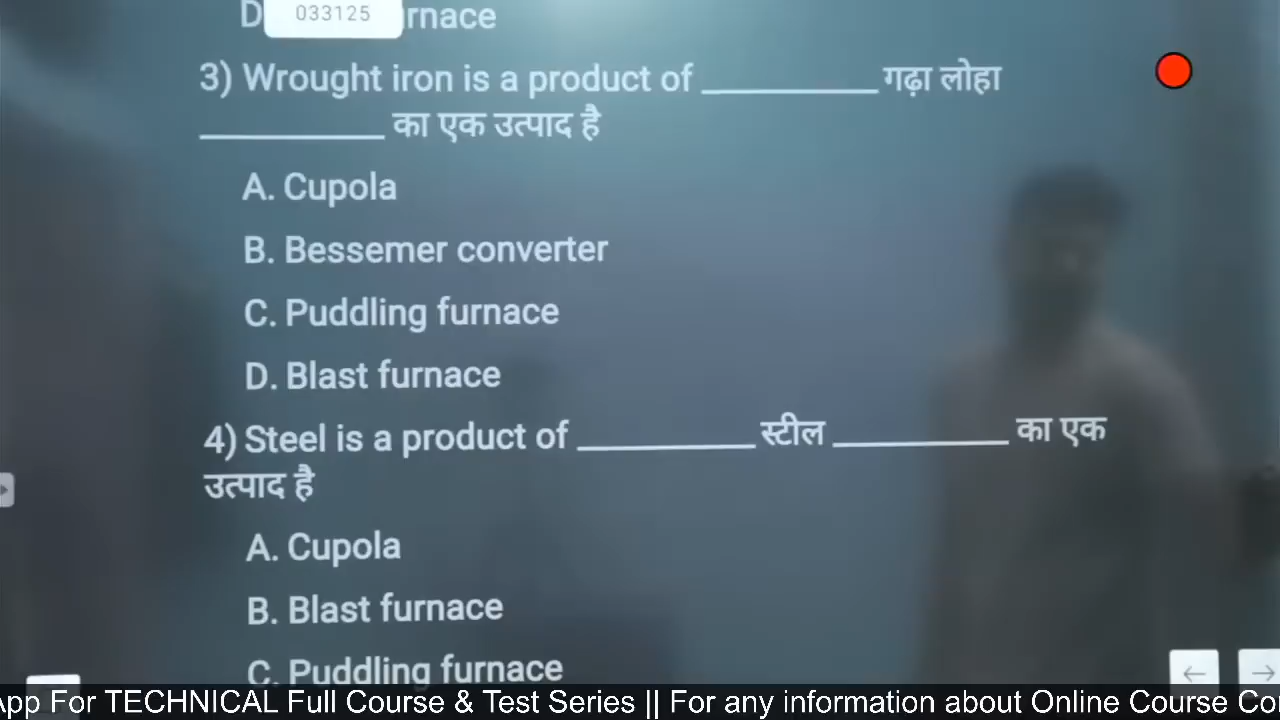 D
033125
rnace
3) Wrought iron is a product of __________ गढ़ा लोहा
__________ का एक उत्पाद है
A. Cupola
B. Bessemer converter
C. Puddling furnace
D. Blast furnace
4) Steel is a product of __________ स्टील __________ का एक
उत्पाद है
A. Cupola
B. Blast furnace
C. Puddling furnace
App For TECHNICAL Full Course & Test Series || For any information about Online Course Co